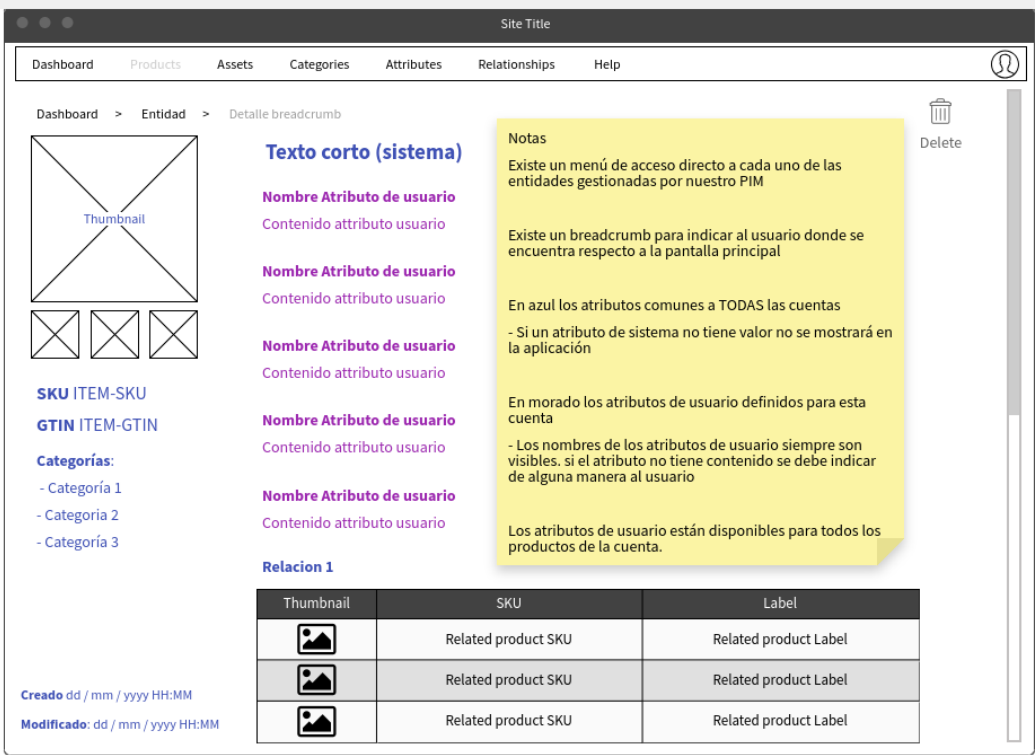 Site Title
Dashboard Products Assets Categories Attributes Relationships Help
Dashboard > Entidad > Detalle breadcrumb
Delete
Thumbnail
SKU ITEM-SKU
GTIN ITEM-GTIN
Categorías:
- Categoría 1
- Categoria 2
- Categoría 3
Creado dd / mm / yyyy HH:MM
Modificado: dd / mm / yyyy HH:MM
Texto corto (sistema)
Nombre Atributo de usuario
Contenido attributo usuario
Nombre Atributo de usuario
Contenido attributo usuario
Nombre Atributo de usuario
Contenido attributo usuario
Nombre Atributo de usuario
Contenido attributo usuario
Nombre Atributo de usuario
Contenido attributo usuario
Notas
Existe un menú de acceso directo a cada uno de las
entidades gestionadas por nuestro PIM
Existe un breadcrumb para indicar al usuario donde se
encuentra respecto a la pantalla principal
En azul los atributos comunes a TODAS las cuentas
- Si un atributo de sistema no tiene valor no se mostrará en
la aplicación
En morado los atributos de usuario definidos para esta
cuenta
- Los nombres de los atributos de usuario siempre son
visibles. si el atributo no tiene contenido se debe indicar
de alguna manera al usuario
Los atributos de usuario están disponibles para todos los
productos de la cuenta.
Relacion 1
Thumbnail SKU Label
Related product SKU Related product Label
Related product SKU Related product Label
Related product SKU Related product Label